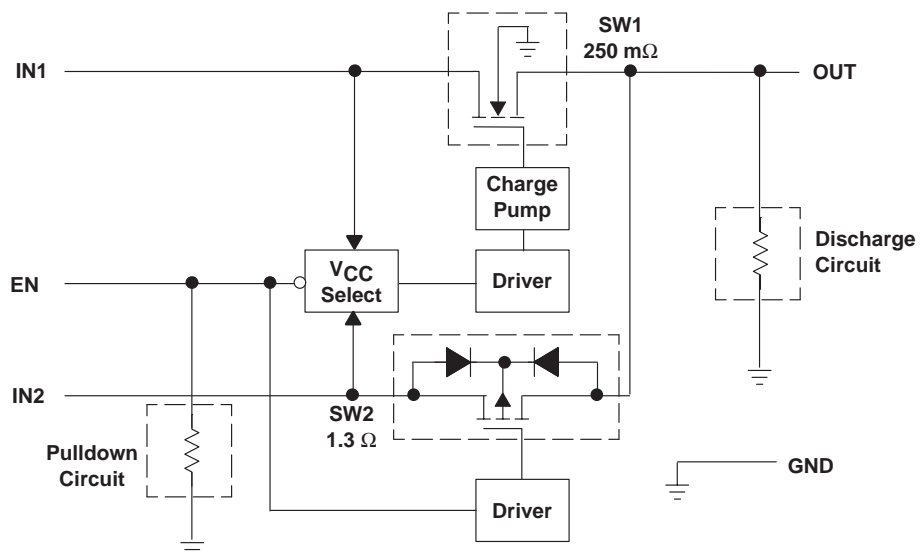 SW1
250 mΩ
IN1
OUT
Charge
Pump
Discharge
Circuit
EN
VCC
Select
Driver
IN2
SW2
1.3 Ω
Pulldown
Circuit
GND
Driver